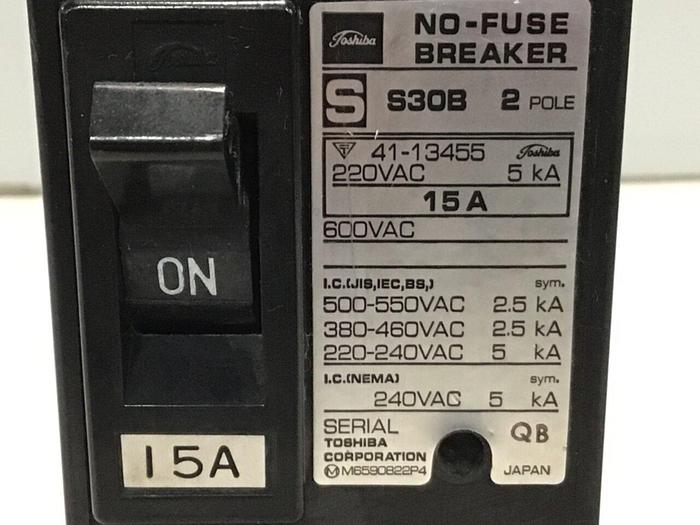 Toshiba
NO-FUSE
BREAKER
S S30B 2 POLE
41-13455 Toshiba
220VAC 5 kA
15A
600VAC
I.C.(JIS,IEC,BS,) sym.
500-550VAC 2.5 kA
380-460VAC 2.5 kA
220-240VAC 5 kA
I.C.(NEMA) sym.
240VAC 5 kA
SERIAL QB
TOSHIBA
CORPORATION
M M6590822P4 JAPAN
ON
15A